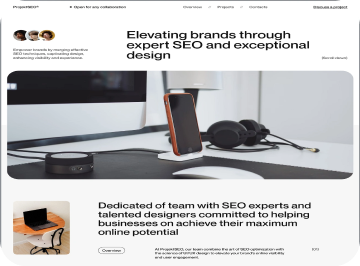 ProjektSEO®
Open for any collaboration
Overview // Projects // Contacts
Discuss a project
Elevating brands through
expert SEO and exceptional
design
Empower brands by merging effective
SEO techniques, captivating design,
enhancing visibility and experience.
(Scroll down)
Dedicated of team with SEO experts and
talented designers committed to helping
businesses on achieve their maximum
online potential
Overview
At ProjektSEO, our team combines the art of SEO optimization with
the science of UI/UX design to elevate your brand's online visibility
and user engagement.